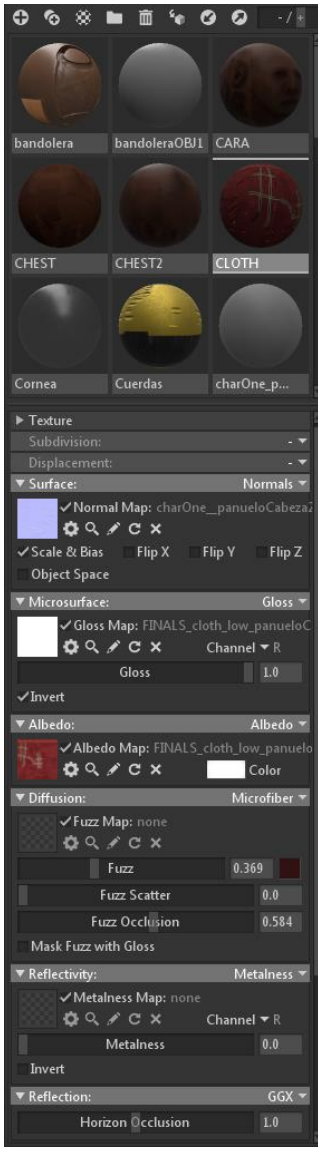 - / +
bandolera bandoleraOBJ1 CARA
CHEST CHEST2 CLOTH
Cornea Cuerdas charOne_p...
Texture
Subdivision: -
Displacement: -
Surface: Normals
Normal Map: charOne__panueloCabeza2
Scale & Bias Flip X Flip Y Flip Z
Object Space
Microsurface: Gloss
Gloss Map: FINALS_cloth_low_panueloC
Channel R
Gloss 1.0
Invert
Albedo: Albedo
Albedo Map: FINALS_cloth_low_panuelo
Color
Diffusion: Microfiber
Fuzz Map: none
Fuzz 0.369
Fuzz Scatter 0.0
Fuzz Occlusion 0.584
Mask Fuzz with Gloss
Reflectivity: Metalness
Metalness Map: none
Channel R
Metalness 0.0
Invert
Reflection: GGX
Horizon Occlusion 1.0